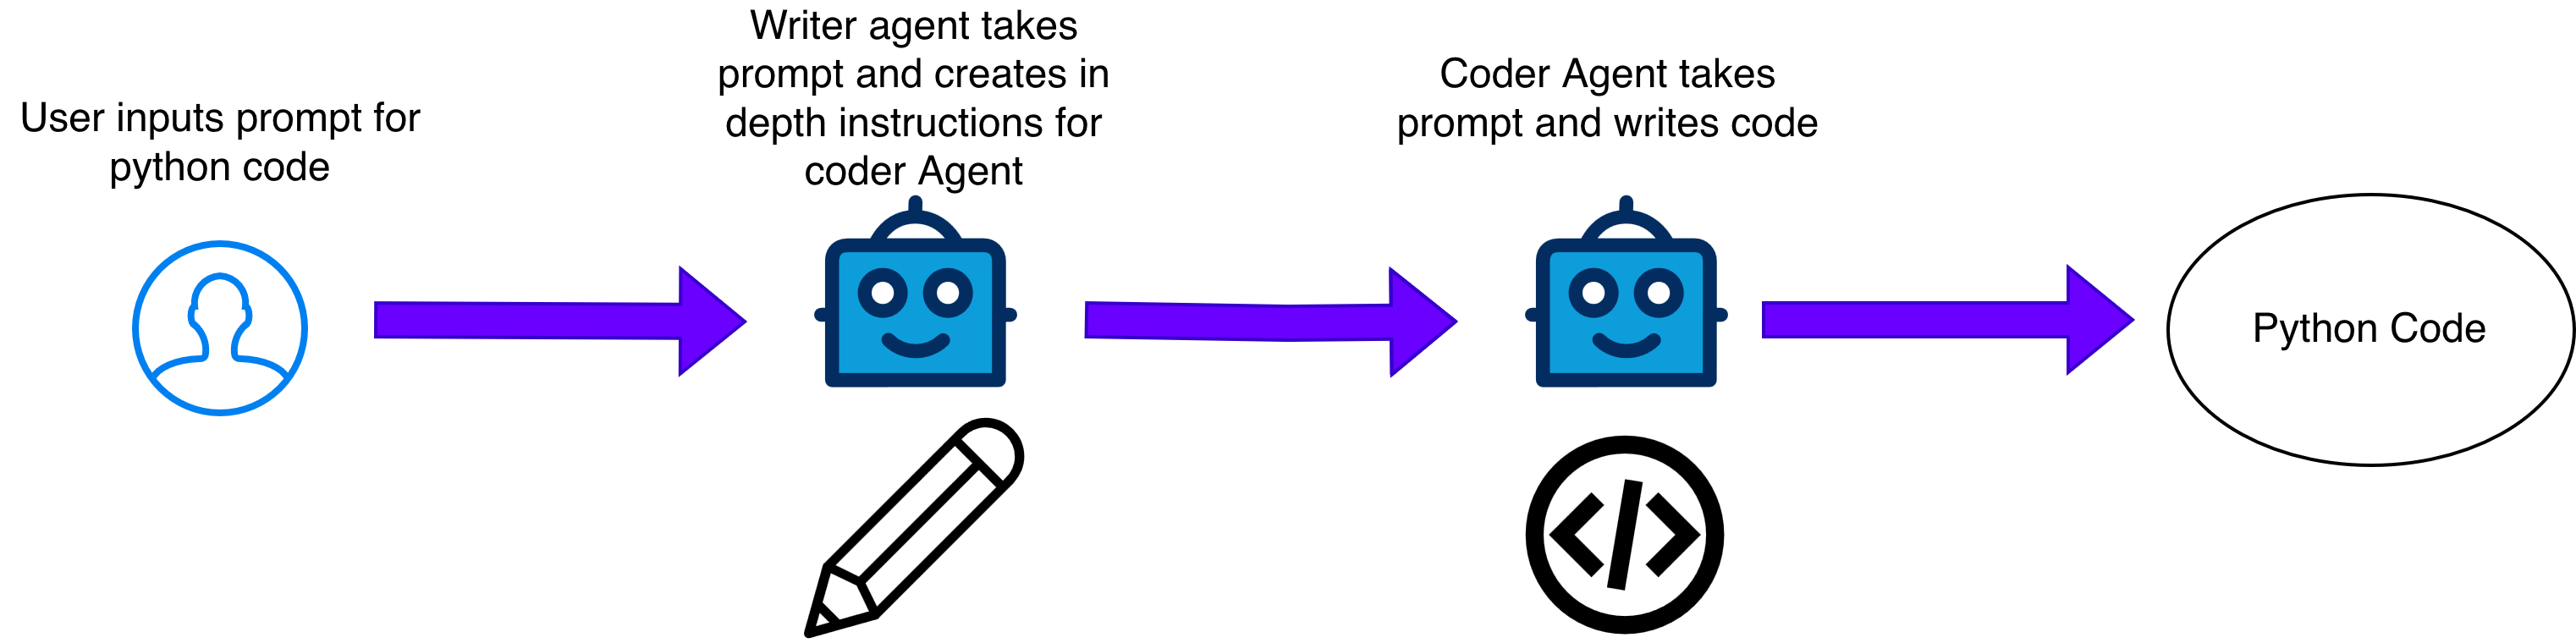 User inputs prompt for
python code
Writer agent takes
prompt and creates in
depth instructions for
coder Agent
Coder Agent takes
prompt and writes code
</>
Python Code